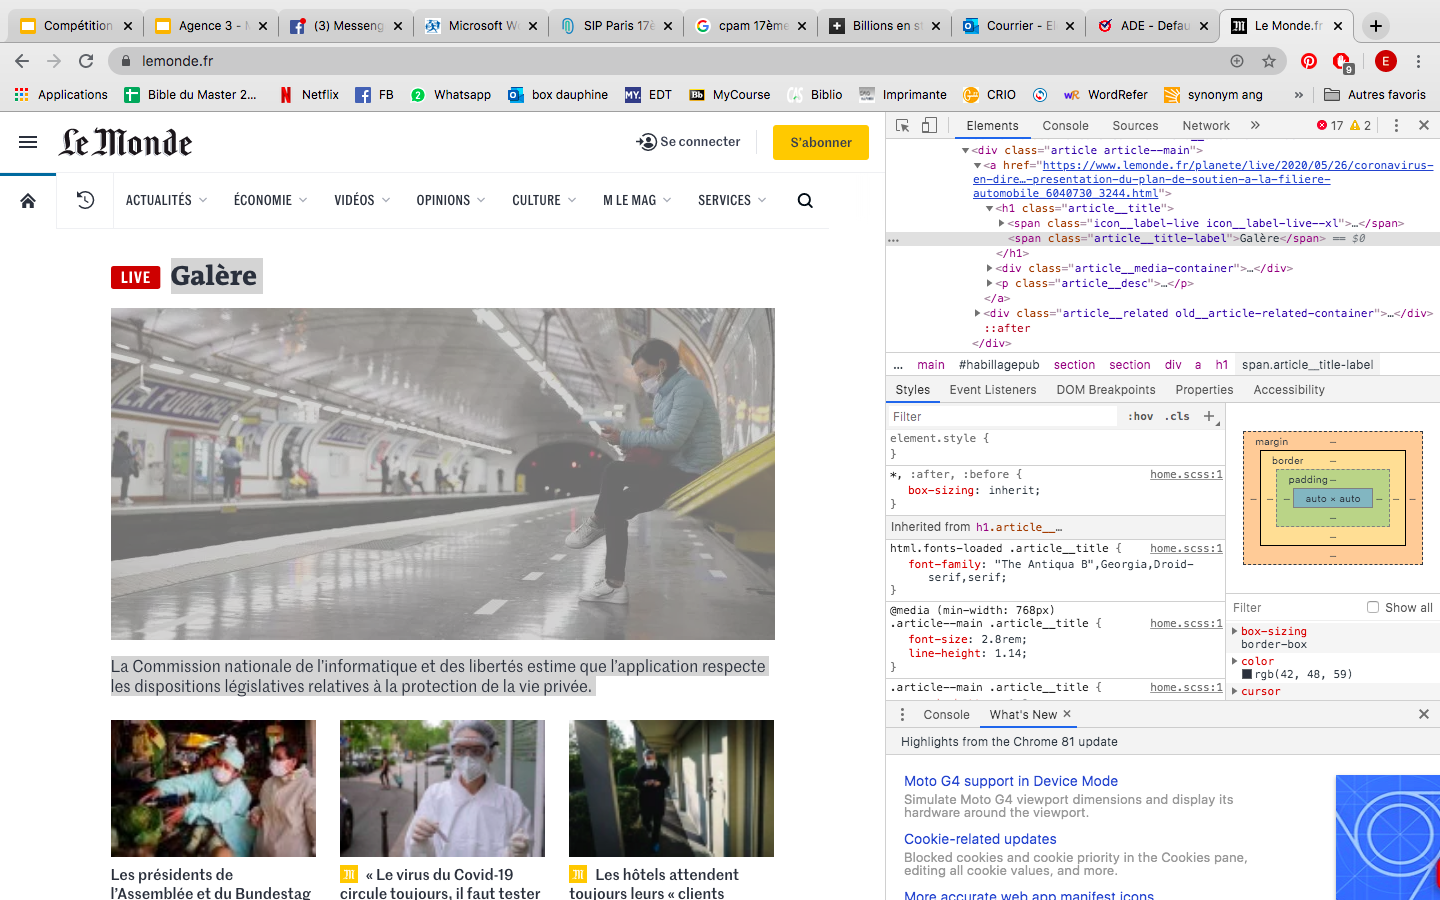 Compétition
Agence 3 -
(3) Messeng
Microsoft W
SIP Paris 17è
cpam 17ème
Billions en s
Courrier - E
ADE - Defau
Le Monde.fr
lemonde.fr
9
E
Applications
Bible du Master 2...
Netflix
FB
Whatsapp
box dauphine
EDT
MyCourse
Biblio
Imprimante
CRIO
WordRefer
synonym ang
»
Autres favoris
Le Monde
Se connecter
S'abonner
ACTUALITÉS
ÉCONOMIE
VIDÉOS
OPINIONS
CULTURE
M LE MAG
SERVICES
LIVE Galère
La Commission nationale de l'informatique et des libertés estime que l'application respecte
les dispositions législatives relatives à la protection de la vie privée.
Les présidents de
l'Assemblée et du Bundestag
« Le virus du Covid-19
circule toujours, il faut tester
Les hôtels attendent
toujours leurs « clients
Elements Console Sources Network » 17 2
<div class="article article--main">
<a href="https://www.lemonde.fr/planete/live/2020/05/26/coronavirus-
en-dire…-presentation-du-plan-de-soutien-a-la-filiere-
automobile_6040730_3244.html">
<h1 class="article__title">
<span class="icon__label-live icon__label-live--xl">…</span>
... <span class="article__title-label">Galère</span> == $0
</h1>
<div class="article__media-container">…</div>
<p class="article__desc">…</p>
</a>
<div class="article__related old__article-related-container">…</div>
::after
</div>
... main #habillagepub section section div a h1 span.article__title-label
Styles Event Listeners DOM Breakpoints Properties Accessibility
Filter :hov .cls +
element.style {
}
*, :after, :before { home.scss:1
box-sizing: inherit;
}
Inherited from h1.article__…
html.fonts-loaded .article__title { home.scss:1
font-family: "The Antiqua B",Georgia,Droid-
serif,serif;
}
@media (min-width: 768px)
.article--main .article__title { home.scss:1
font-size: 2.8rem;
line-height: 1.14;
}
.article--main .article__title { home.scss:1
margin –
border –
padding –
– – – auto × auto – – –
–
–
–
Filter Show all
box-sizing
border-box
color
rgb(42, 48, 59)
cursor
Console What's New
Highlights from the Chrome 81 update
Moto G4 support in Device Mode
Simulate Moto G4 viewport dimensions and display its
hardware around the viewport.
Cookie-related updates
Blocked cookies and cookie priority in the Cookies pane,
editing all cookie values, and more.
More accurate web app manifest icons